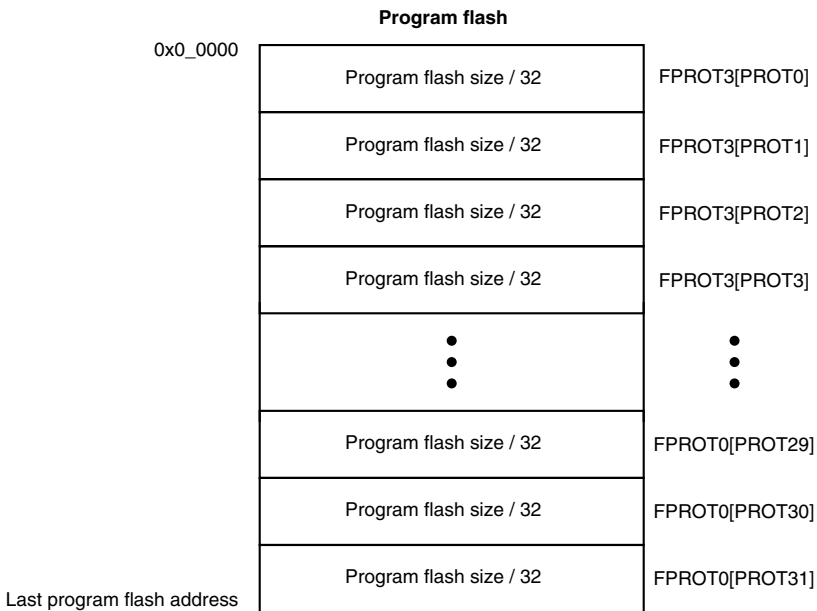 Program flash
0x0_0000
Program flash size / 32 FPROT3[PROT0]
Program flash size / 32 FPROT3[PROT1]
Program flash size / 32 FPROT3[PROT2]
Program flash size / 32 FPROT3[PROT3]
Program flash size / 32 FPROT0[PROT29]
Program flash size / 32 FPROT0[PROT30]
Program flash size / 32 FPROT0[PROT31]
Last program flash address